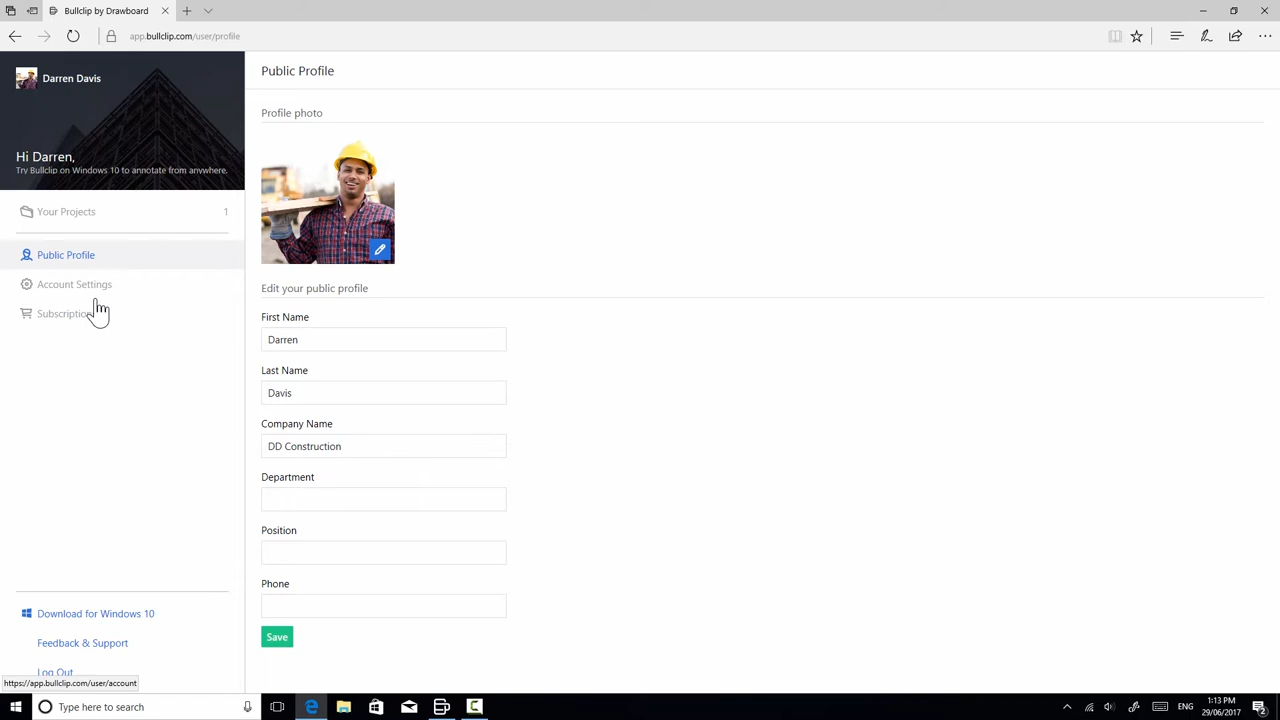 Bullclip by Drawboard
app.bullclip.com/user/profile
Darren Davis
Hi Darren,
Try Bullclip on Windows 10 to annotate from anywhere.
Your Projects 1
Public Profile
Account Settings
Subscription
Download for Windows 10
Feedback & Support
Log Out
https://app.bullclip.com/user/account
Public Profile
Profile photo
Edit your public profile
First Name
Darren
Last Name
Davis
Company Name
DD Construction
Department
Position
Phone
Save
Type here to search
1:13 PM
29/06/2017
2